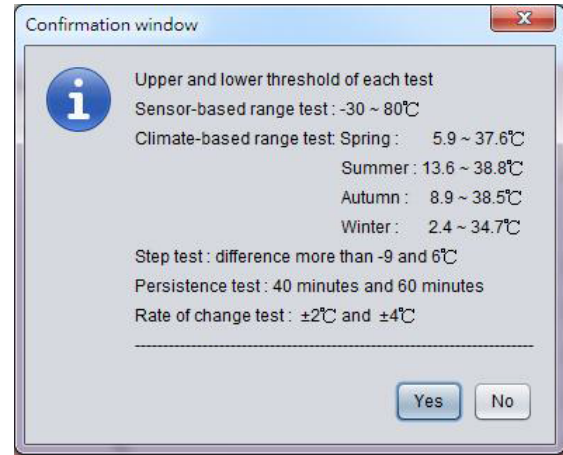 Confirmation window
Upper and lower threshold of each test
Sensor-based range test : -30 ~ 80℃
Climate-based range test: Spring : 5.9 ~ 37.6℃
Summer : 13.6 ~ 38.8℃
Autumn : 8.9 ~ 38.5℃
Winter : 2.4 ~ 34.7℃
Step test : difference more than -9 and 6℃
Persistence test : 40 minutes and 60 minutes
Rate of change test : ±2℃ and ±4℃
Yes No